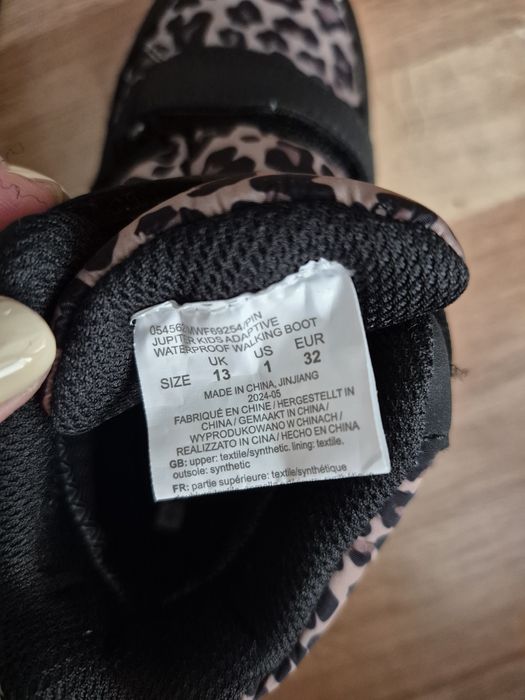 054562/MWF69254/PIN
JUPITER KIDS ADAPTIVE
WATERPROOF WALKING BOOT
UK US EUR
SIZE 13 1 32
MADE IN CHINA, JINJIANG
2024-05
FABRIQUÉ EN CHINE / HERGESTELLT IN
CHINA / GEMAAKT IN CHINA /
WYPRODUKOWANO W CHINACH /
REALIZZATO IN CINA / HECHO EN CHINA
GB: upper: textile/synthetic. lining: textile.
outsole: synthetic
FR: partie supérieure: textile/synthétique